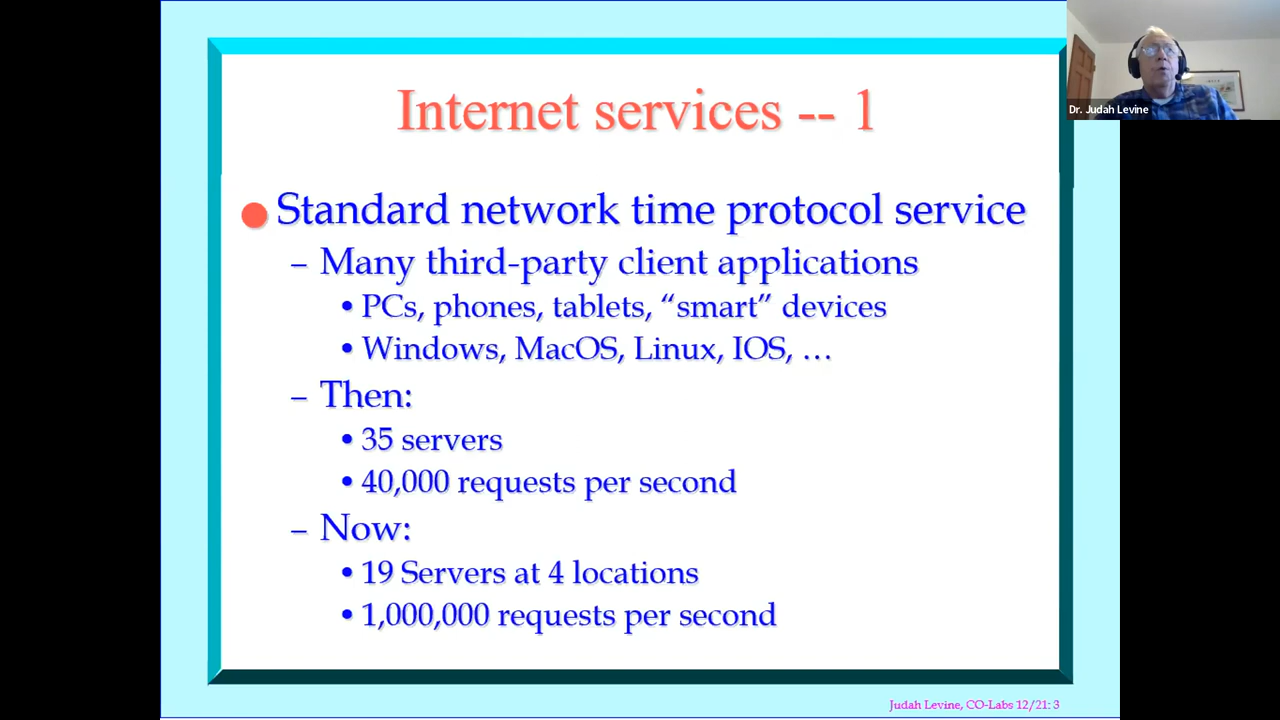 Internet services -- 1
Dr. Judah Levine
Standard network time protocol service
– Many third-party client applications
• PCs, phones, tablets, “smart” devices
• Windows, MacOS, Linux, IOS, …
– Then:
• 35 servers
• 40,000 requests per second
– Now:
• 19 Servers at 4 locations
• 1,000,000 requests per second
Judah Levine, CO-Labs 12/21: 3